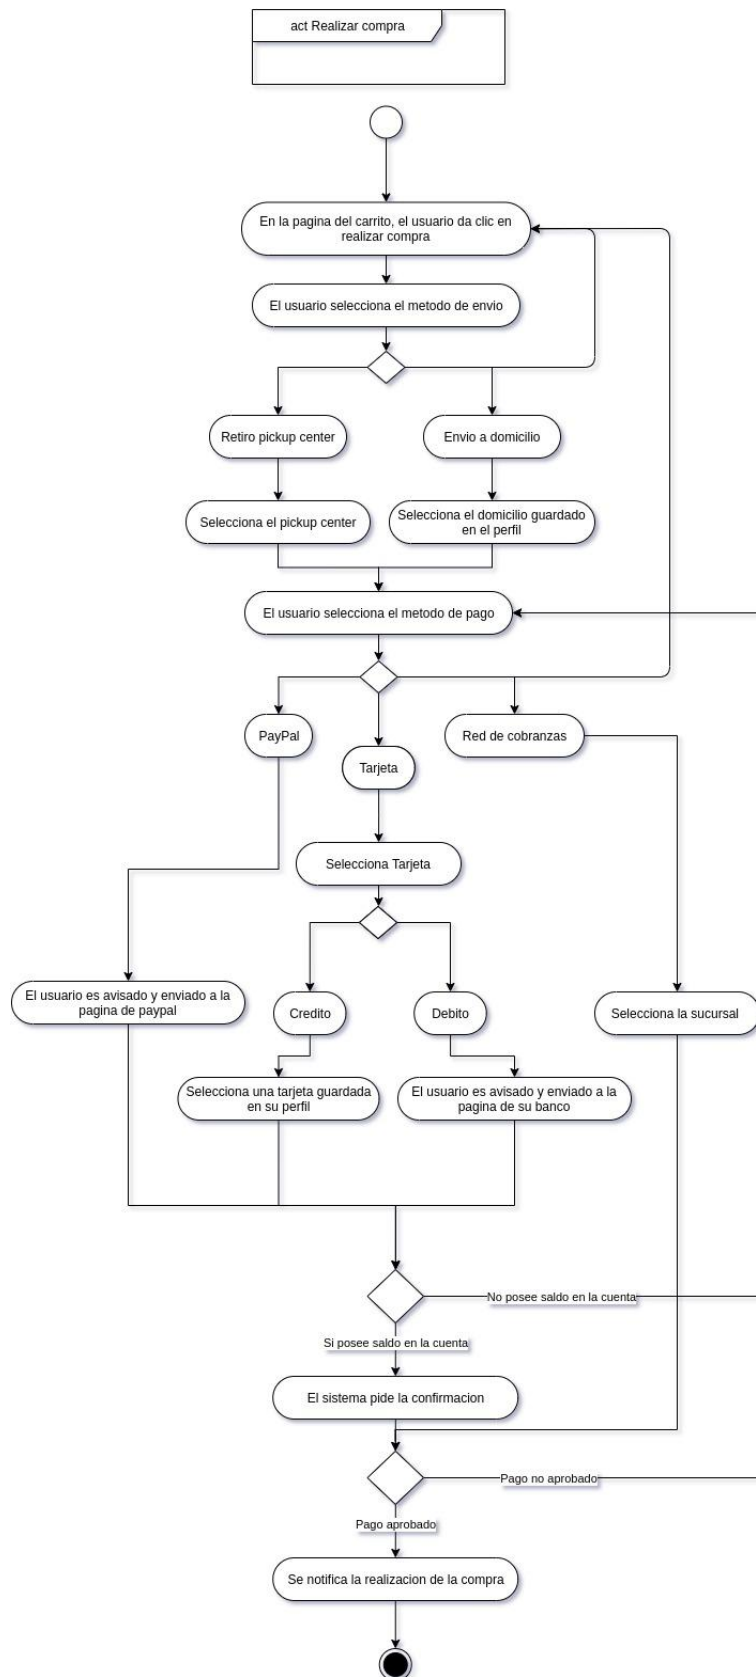 act Realizar compra
En la pagina del carrito, el usuario da clic en
realizar compra
El usuario selecciona el metodo de envio
Retiro pickup center
Envio a domicilio
Selecciona el pickup center
Selecciona el domicilio guardado
en el perfil
El usuario selecciona el metodo de pago
PayPal
Red de cobranzas
Tarjeta
Selecciona Tarjeta
El usuario es avisado y enviado a la
pagina de paypal
Credito
Debito
Selecciona la sucursal
Selecciona una tarjeta guardada
en su perfil
El usuario es avisado y enviado a la
pagina de su banco
No posee saldo en la cuenta
Si posee saldo en la cuenta
El sistema pide la confirmacion
Pago no aprobado
Pago aprobado
Se notifica la realizacion de la compra